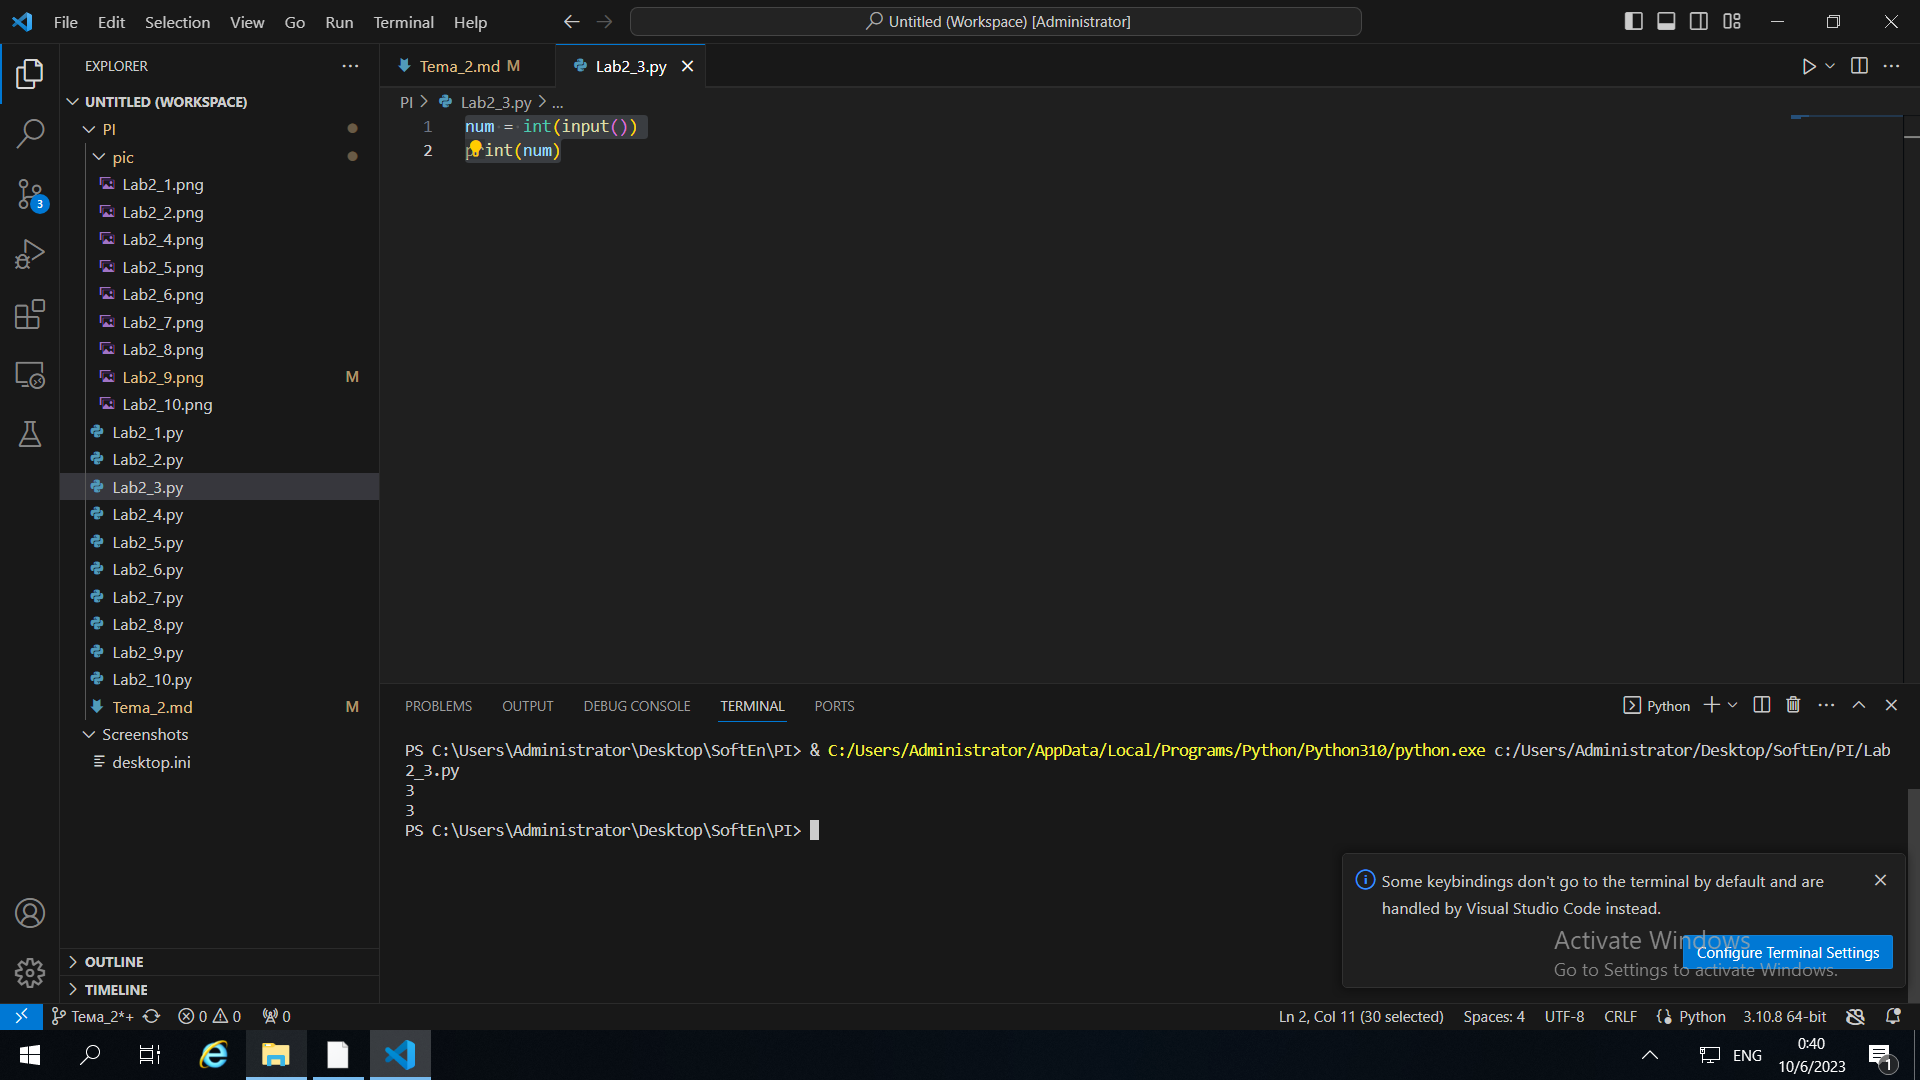 File Edit Selection View Go Run Terminal Help
Untitled (Workspace) [Administrator]
EXPLORER
Tema_2.md M
Lab2_3.py
UNTITLED (WORKSPACE)
PI > Lab2_3.py > ...
PI
pic
Lab2_1.png
Lab2_2.png
Lab2_4.png
Lab2_5.png
Lab2_6.png
Lab2_7.png
Lab2_8.png
Lab2_9.png M
Lab2_10.png
Lab2_1.py
Lab2_2.py
Lab2_3.py
Lab2_4.py
Lab2_5.py
Lab2_6.py
Lab2_7.py
Lab2_8.py
Lab2_9.py
Lab2_10.py
Tema_2.md M
Screenshots
desktop.ini
OUTLINE
TIMELINE
3
1 num = int(input())
2 print(num)
PROBLEMS OUTPUT DEBUG CONSOLE TERMINAL PORTS
Python
PS C:\Users\Administrator\Desktop\SoftEn\PI> & C:/Users/Administrator/AppData/Local/Programs/Python/Python310/python.exe c:/Users/Administrator/Desktop/SoftEn/PI/Lab
2_3.py
3
3
PS C:\Users\Administrator\Desktop\SoftEn\PI>
Some keybindings don't go to the terminal by default and are
handled by Visual Studio Code instead.
Configure Terminal Settings
Activate Windows
Go to Settings to activate Windows.
Тема_2*+ 0 0 0
Ln 2, Col 11 (30 selected) Spaces: 4 UTF-8 CRLF Python 3.10.8 64-bit
ENG
0:40
10/6/2023
1